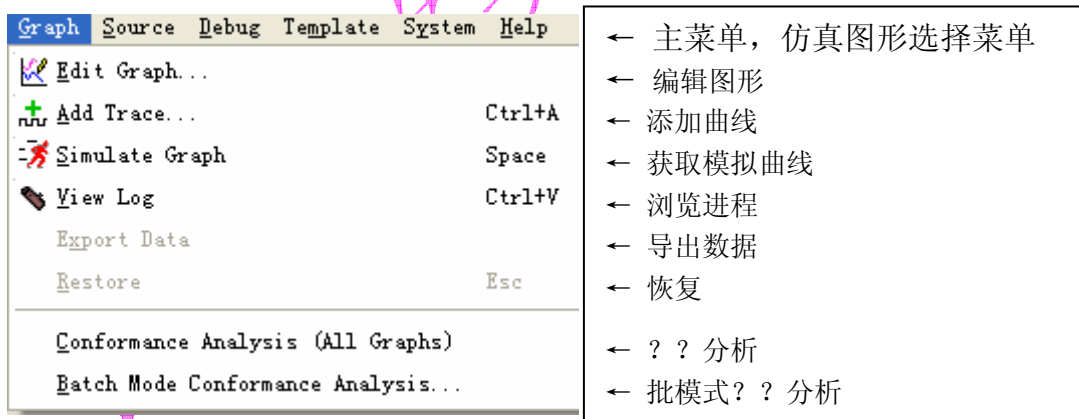 Graph Source Debug Template System Help
Edit Graph...
Add Trace... Ctrl+A
Simulate Graph Space
View Log Ctrl+V
Export Data
Restore Esc
Conformance Analysis (All Graphs)
Batch Mode Conformance Analysis...
← 主菜单，仿真图形选择菜单
← 编辑图形
← 添加曲线
← 获取模拟曲线
← 浏览进程
← 导出数据
← 恢复
← ？？分析
← 批模式？？分析